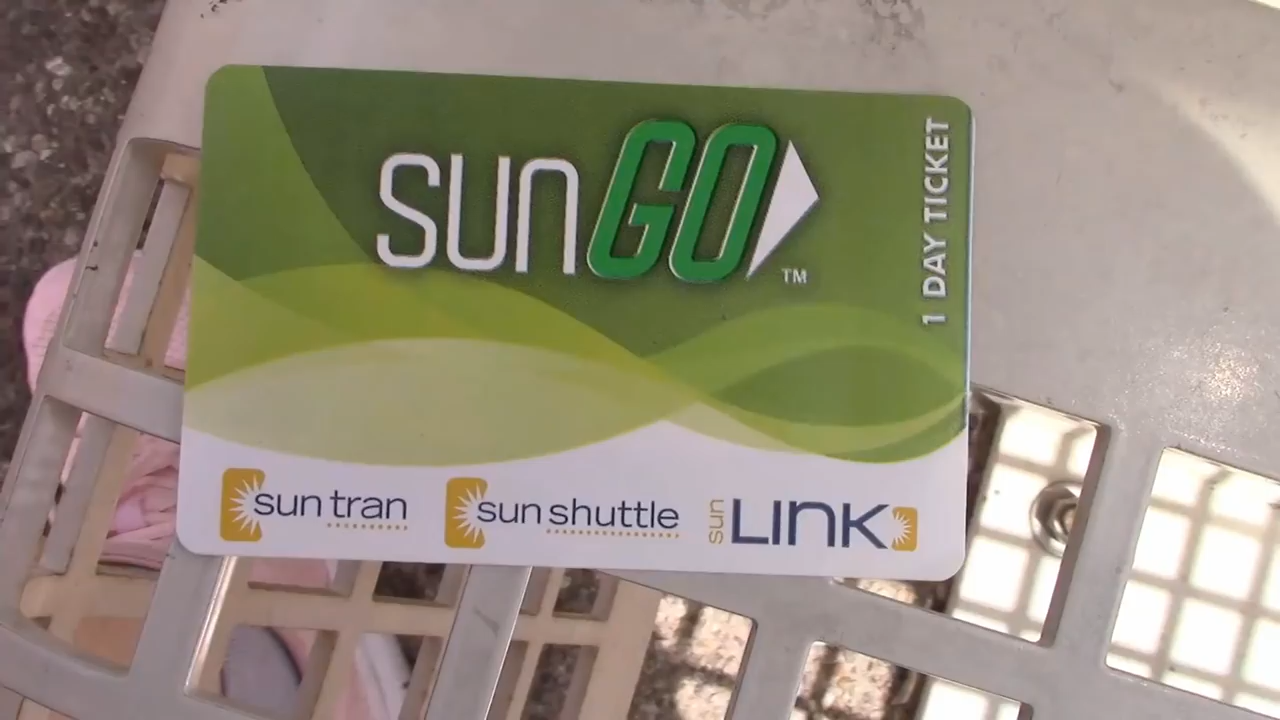 sunGO
TM
1 DAY TICKET
sun tran
sun shuttle
sun LINK